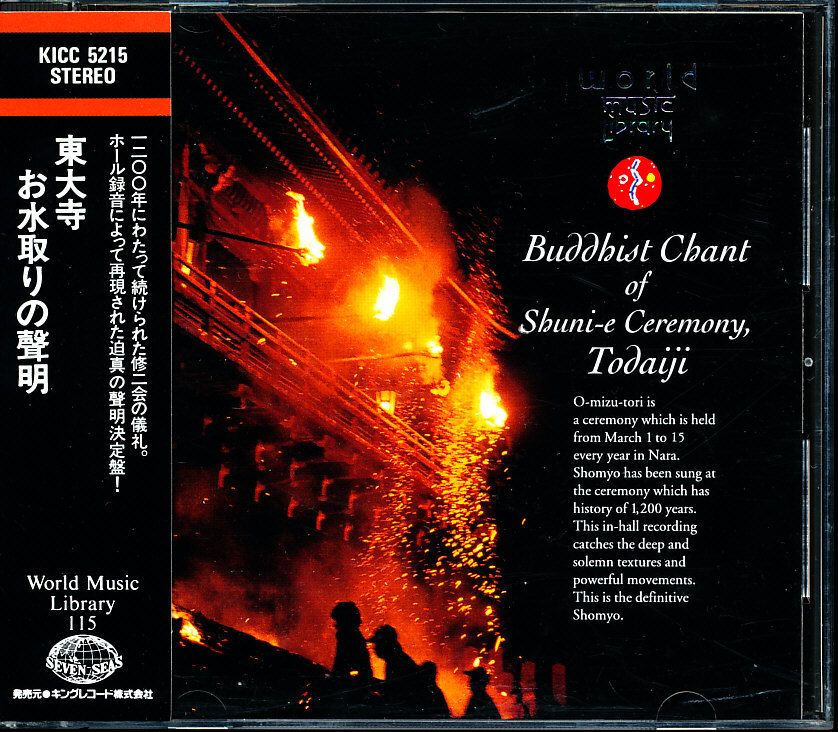 KICC 5215
STEREO
東大寺
お水取りの聲明
一二〇〇年にわたって続けられた修二会の儀礼。
ホール録音によって再現された迫真の聲明決定盤！
World Music
Library
115
SEVEN SEAS
発売元●キングレコード株式会社
world
music
library
Buddhist Chant
of
Shuni-e Ceremony,
Todaiji
O-mizu-tori is
a ceremony which is held
from March 1 to 15
every year in Nara.
Shomyo has been sung at
the ceremony which has
history of 1,200 years.
This in-hall recording
catches the deep and
solemn textures and
powerful movements.
This is the definitive
Shomyo.